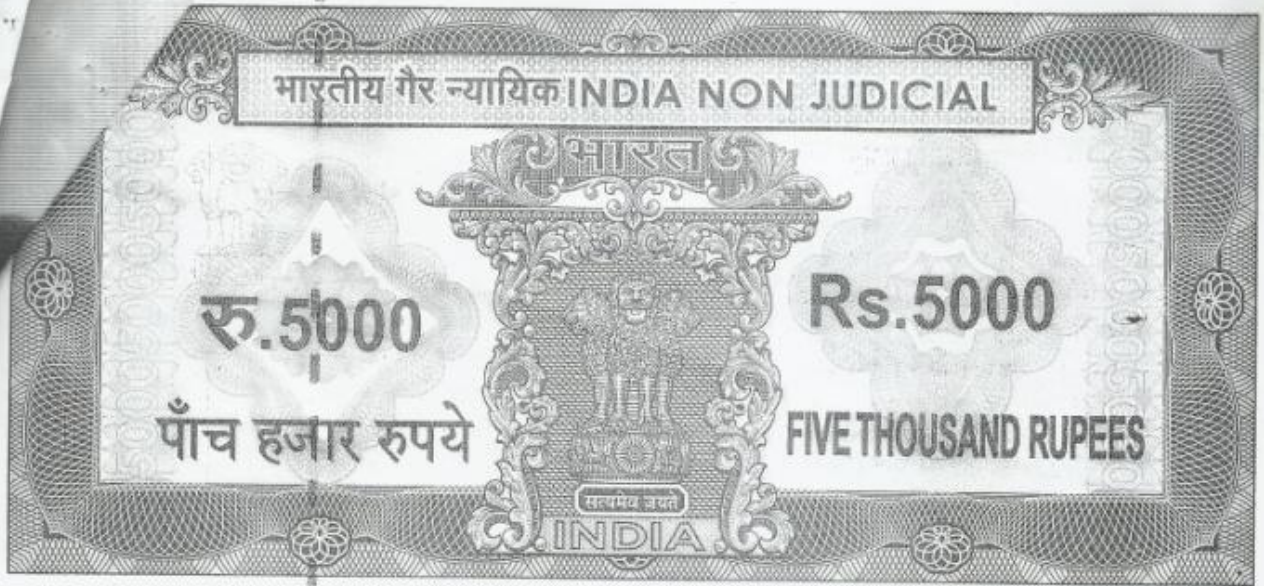 भारतीय गैर न्यायिक INDIA NON JUDICIAL
भारत
रु.5000
Rs.5000
पाँच हजार रुपये
FIVE THOUSAND RUPEES
सत्यमेव जयते
INDIA